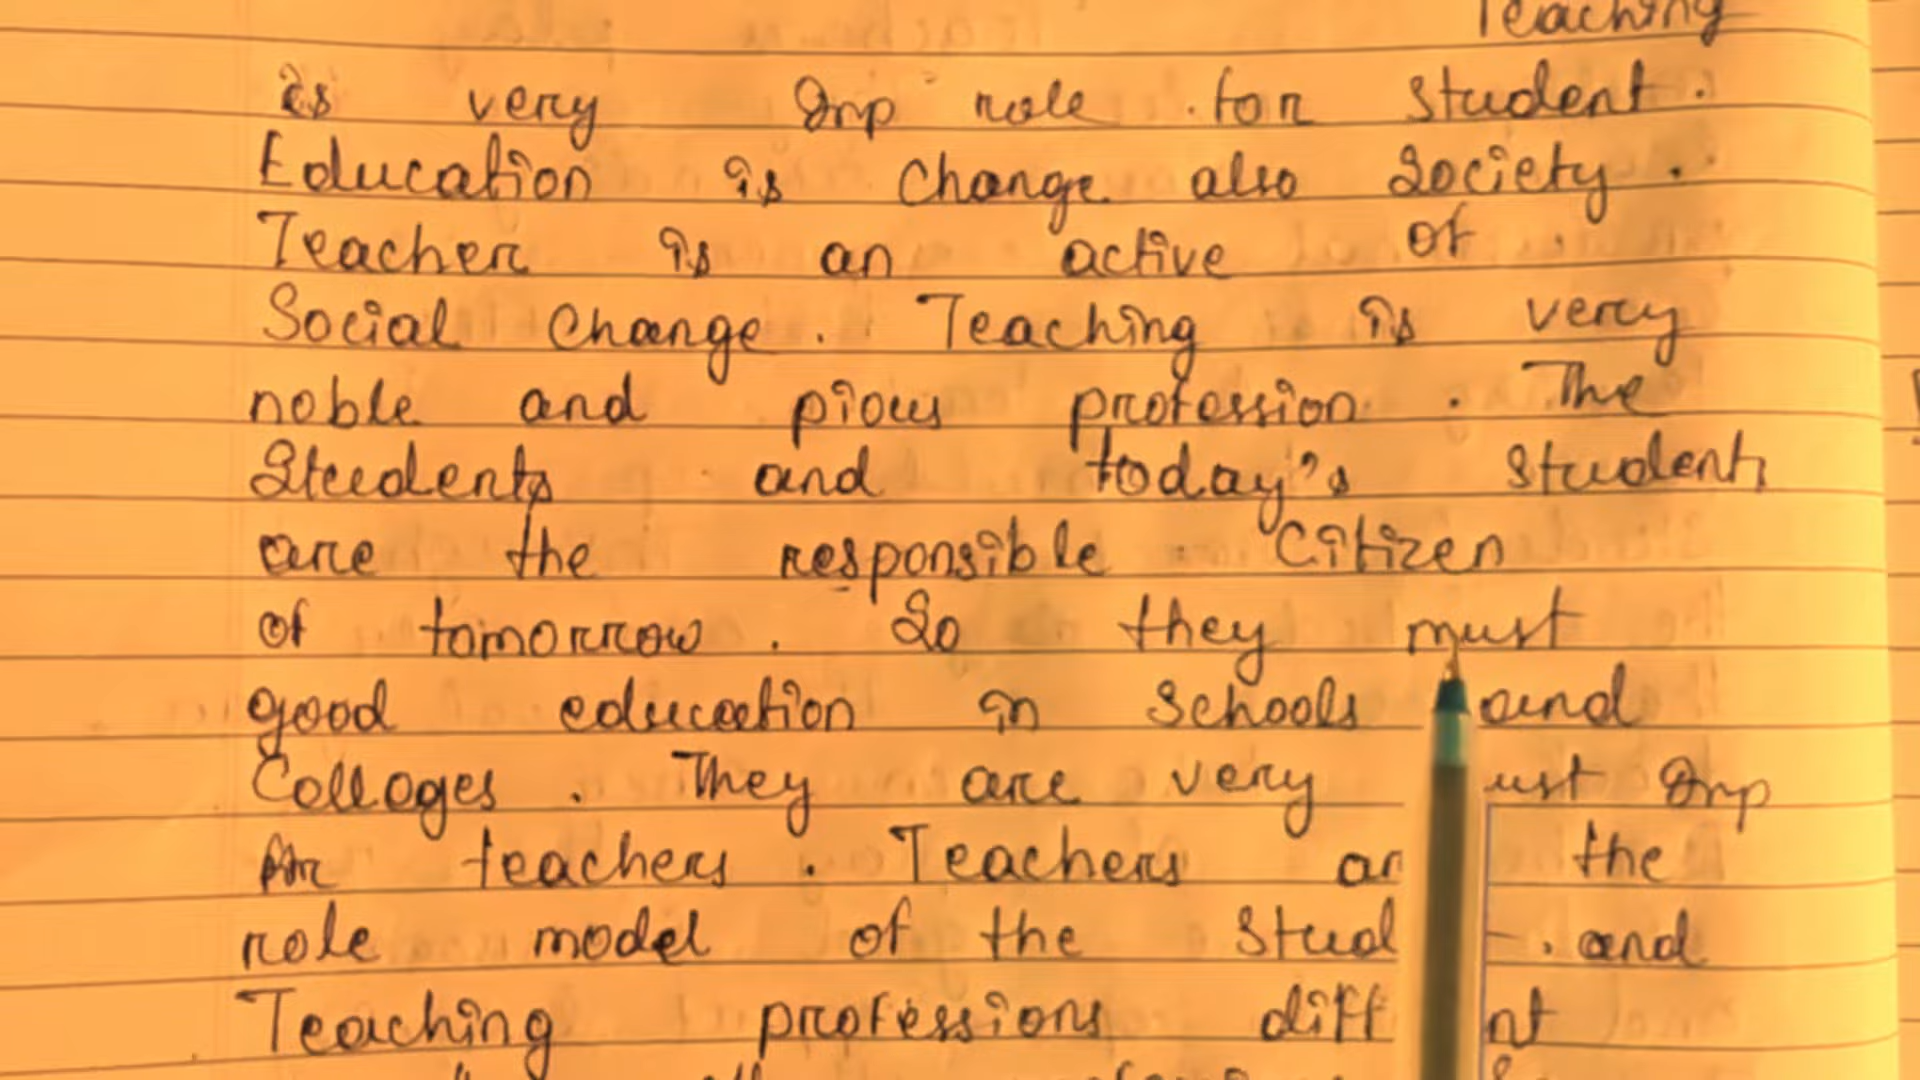 Teaching
is very Imp role for student.
Education is change also Society.
Teacher is an active of
Social change. Teaching is very
noble and pious profession. The
Students and today's students
are the responsible citizen
of tomorrow. So they must
good education in schools and
Colloges. They are very Imp
for teachers. Teachers the
role model of the and
Teaching professions